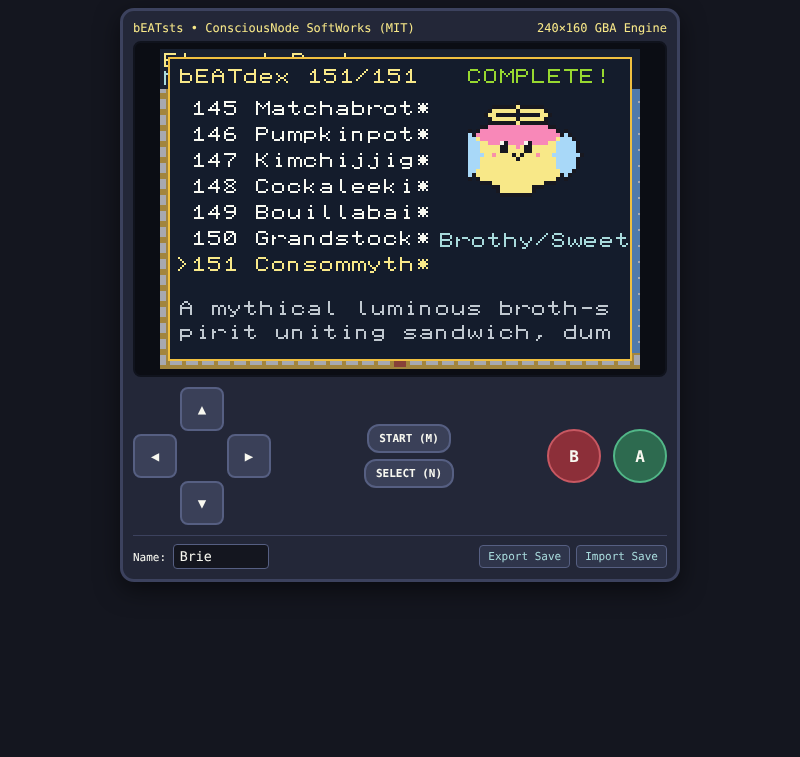 bEATsts • ConsciousNode SoftWorks (MIT)
240×160 GBA Engine
bEATdex 151/151
COMPLETE!
145 Matchabrot*
146 Pumpkinpot*
147 Kimchijjig*
148 Cockaleeki*
149 Bouillabai*
150 Grandstock*
Brothy/Sweet
>151 Consommyth*
A mythical luminous broth-s
pirit uniting sandwich, dum
▲
◀
▶
▼
START (M)
SELECT (N)
B
A
Name: Brie
Export Save
Import Save